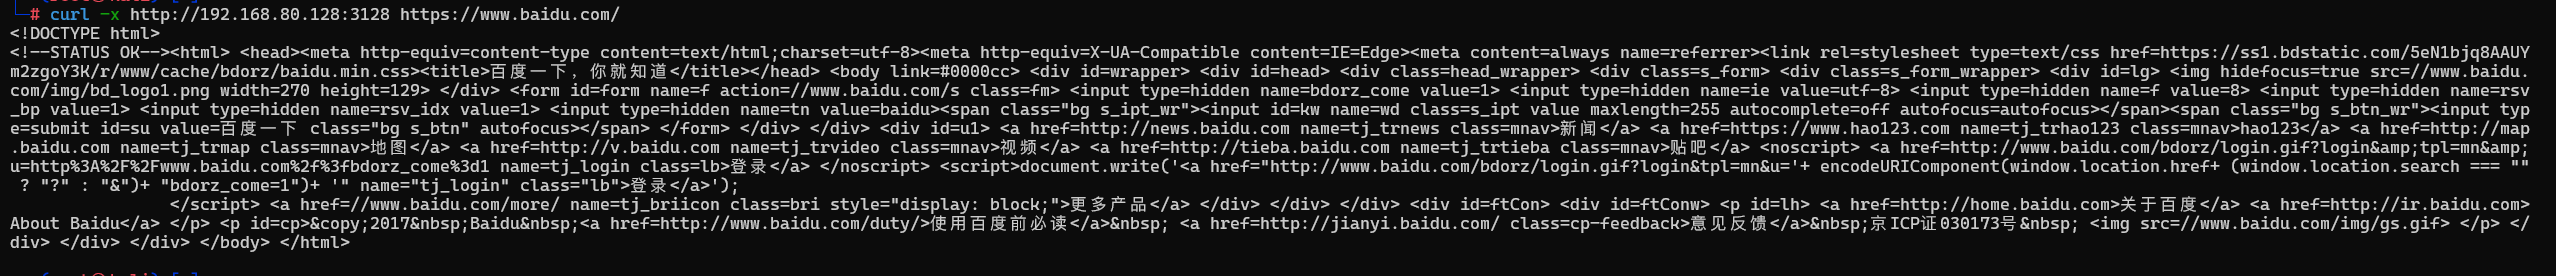 # curl -x http://192.168.80.128:3128 https://www.baidu.com/
<!DOCTYPE html>
<!--STATUS OK--><html> <head><meta http-equiv=content-type content=text/html;charset=utf-8><meta http-equiv=X-UA-Compatible content=IE=Edge><meta content=always name=referrer><link rel=stylesheet type=text/css href=https://ss1.bdstatic.com/5eN1bjq8AAUY
m2zgoY3K/r/www/cache/bdorz/baidu.min.css><title>百度一下，你就知道</title></head> <body link=#0000cc> <div id=wrapper> <div id=head> <div class=head_wrapper> <div class=s_form> <div class=s_form_wrapper> <div id=lg> <img hidefocus=true src=//www.baidu.
com/img/bd_logo1.png width=270 height=129> </div> <form id=form name=f action=//www.baidu.com/s class=fm> <input type=hidden name=bdorz_come value=1> <input type=hidden name=ie value=utf-8> <input type=hidden name=f value=8> <input type=hidden name=rsv
_bp value=1> <input type=hidden name=rsv_idx value=1> <input type=hidden name=tn value=baidu><span class="bg s_ipt_wr"><input id=kw name=wd class=s_ipt value maxlength=255 autocomplete=off autofocus=autofocus></span><span class="bg s_btn_wr"><input typ
e=submit id=su value=百度一下 class="bg s_btn" autofocus></span> </form> </div> </div> <div id=u1> <a href=http://news.baidu.com name=tj_trnews class=mnav>新闻</a> <a href=https://www.hao123.com name=tj_trhao123 class=mnav>hao123</a> <a href=http://map
.baidu.com name=tj_trmap class=mnav>地图</a> <a href=http://v.baidu.com name=tj_trvideo class=mnav>视频</a> <a href=http://tieba.baidu.com name=tj_trtieba class=mnav>贴吧</a> <noscript> <a href=http://www.baidu.com/bdorz/login.gif?login&amp;tpl=mn&amp;
u=http%3A%2F%2Fwww.baidu.com%2f%3fbdorz_come%3d1 name=tj_login class=lb>登录</a> </noscript> <script>document.write('<a href="http://www.baidu.com/bdorz/login.gif?login&tpl=mn&u='+ encodeURIComponent(window.location.href+ (window.location.search === ""
? "?" : "&")+ "bdorz_come=1")+ '" name="tj_login" class="lb">登录</a>');
</script> <a href=//www.baidu.com/more/ name=tj_briicon class=bri style="display: block;">更多产品</a> </div> </div> </div> <div id=ftCon> <div id=ftConw> <p id=lh> <a href=http://home.baidu.com>关于百度</a> <a href=http://ir.baidu.com>
About Baidu</a> </p> <p id=cp>&copy;2017&nbsp;Baidu&nbsp;<a href=http://www.baidu.com/duty/>使用百度前必读</a>&nbsp; <a href=http://jianyi.baidu.com/ class=cp-feedback>意见反馈</a>&nbsp;京ICP证030173号&nbsp; <img src=//www.baidu.com/img/gs.gif> </p> </
div> </div> </div> </body> </html>